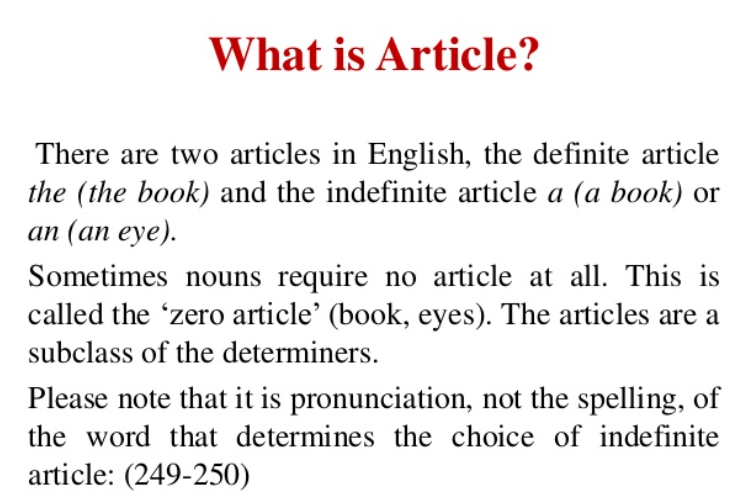 What is Article?
There are two articles in English, the definite article
the (the book) and the indefinite article a (a book) or
an (an eye).
Sometimes nouns require no article at all. This is
called the ‘zero article’ (book, eyes). The articles are a
subclass of the determiners.
Please note that it is pronunciation, not the spelling, of
the word that determines the choice of indefinite
article: (249-250)